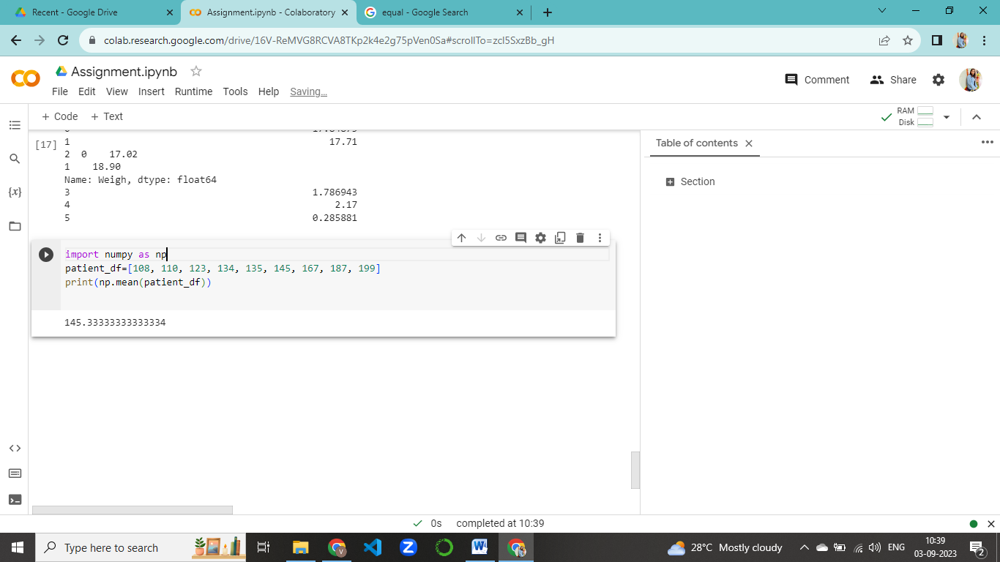 Recent - Google Drive
Assignment.ipynb - Colaboratory
equal - Google Search
colab.research.google.com/drive/16V-ReMVG8RCVA8TKp2k4e2g75pVen0Sa#scrollTo=zcI5SxzBb_gH
Assignment.ipynb
Comment
Share
File Edit View Insert Runtime Tools Help Saving...
+ Code + Text
RAM
Disk
Table of contents
Section
[17]
1 17.71
2 0 17.02
1 18.90
Name: Weigh, dtype: float64
3 1.786943
4 2.17
5 0.285881
import numpy as np
patient_df=[108, 110, 123, 134, 135, 145, 167, 187, 199]
print(np.mean(patient_df))
145.33333333333334
0s completed at 10:39
Type here to search
28°C Mostly cloudy
ENG
10:39
03-09-2023
2